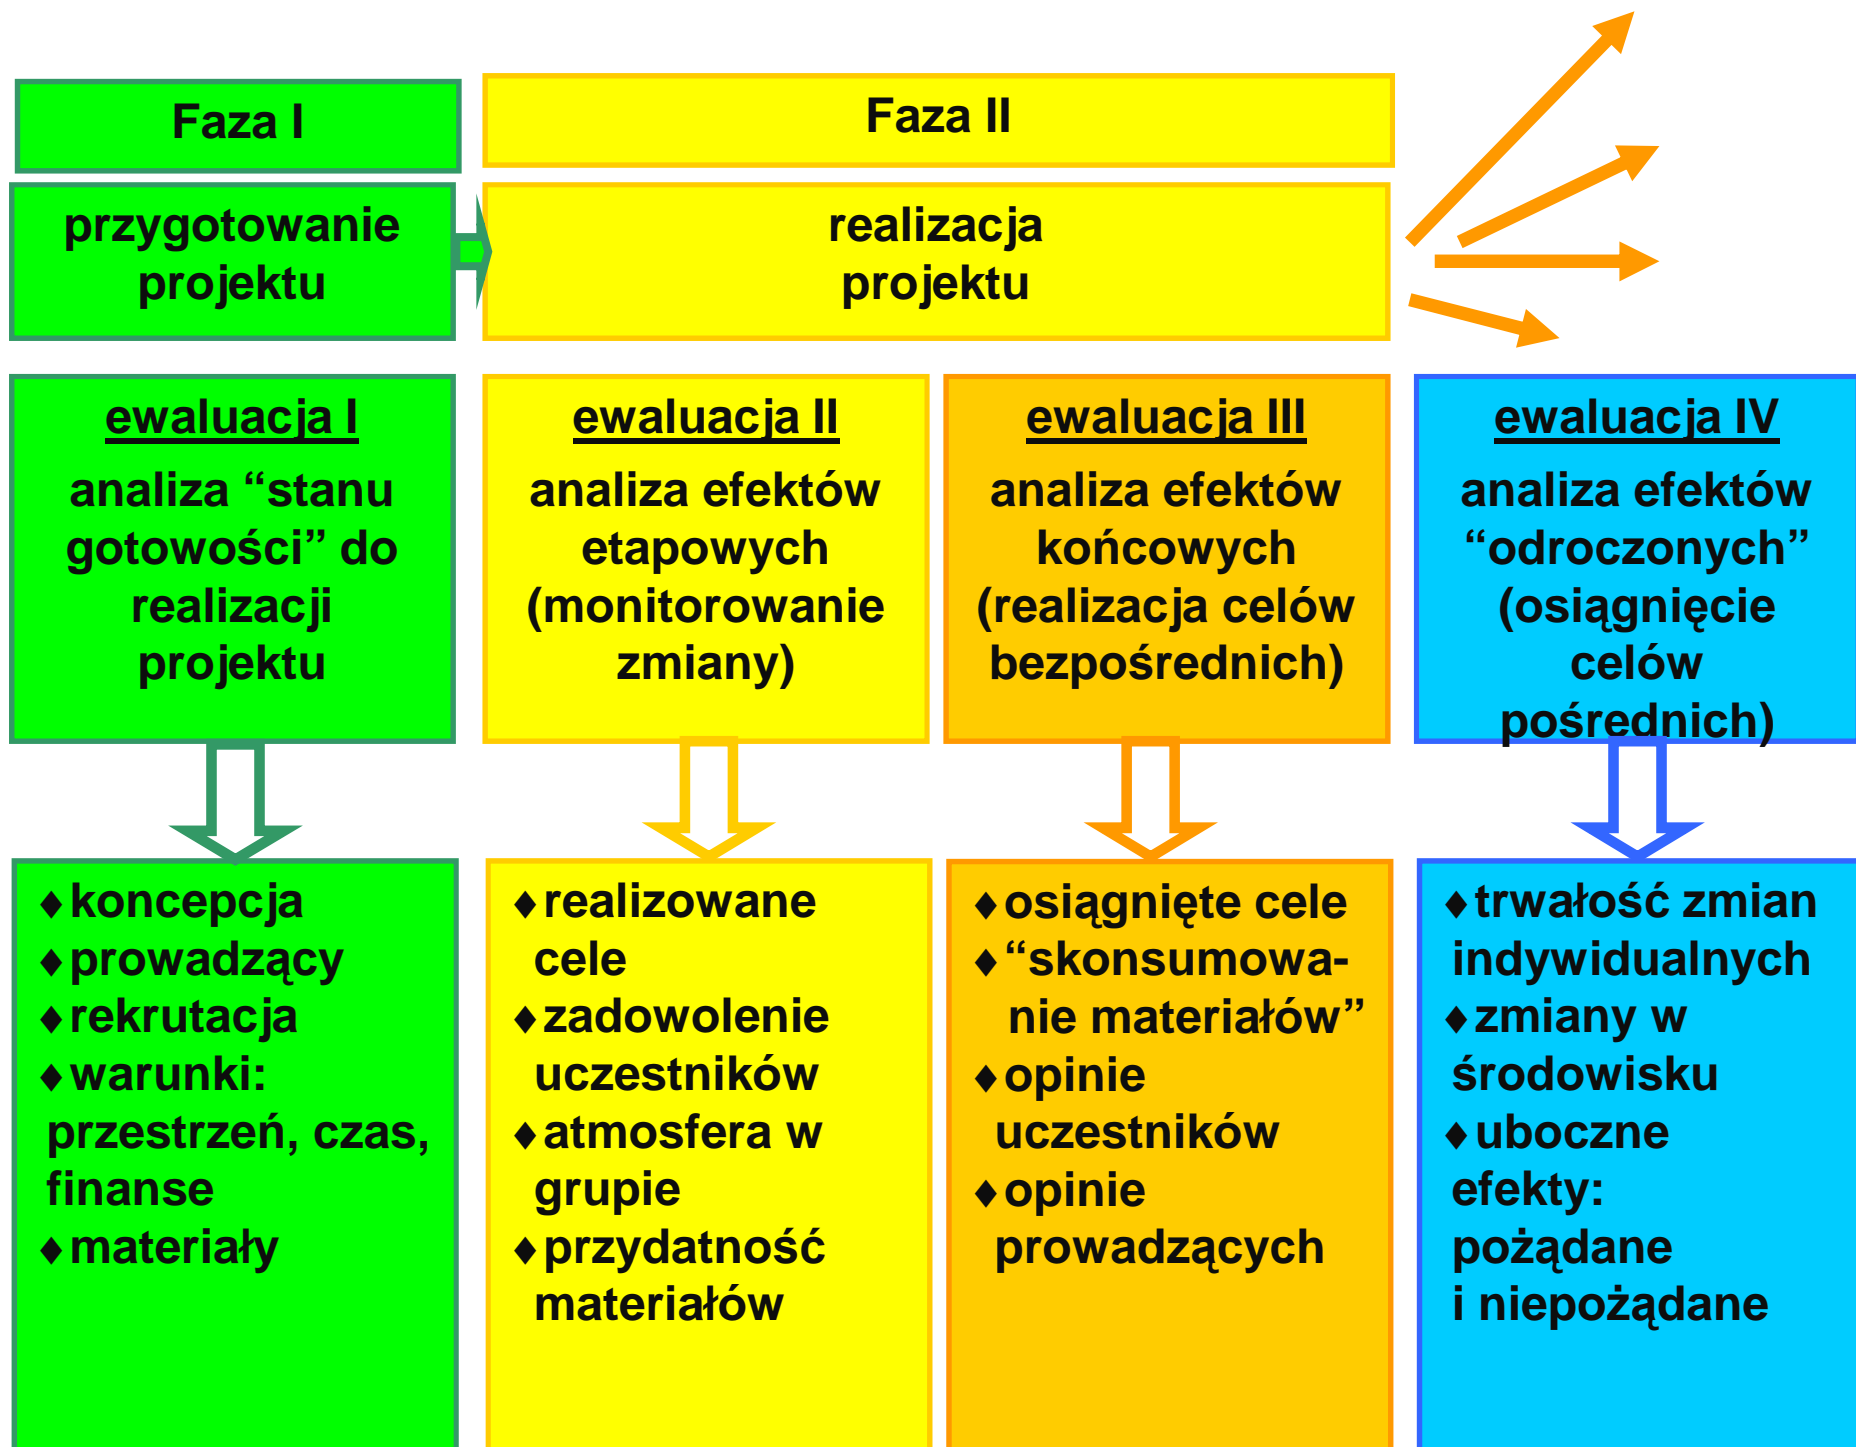 Faza I
Faza II
przygotowanie
projektu
realizacja
projektu
ewaluacja I
analiza “stanu
gotowości” do
realizacji
projektu
ewaluacja II
analiza efektów
etapowych
(monitorowanie
zmiany)
ewaluacja III
analiza efektów
końcowych
(realizacja celów
bezpośrednich)
ewaluacja IV
analiza efektów
“odroczonych”
(osiągnięcie
celów
pośrednich)
♦koncepcja
♦prowadzący
♦rekrutacja
♦warunki:
przestrzeń, czas,
finanse
♦materiały
♦realizowane
cele
♦zadowolenie
uczestników
♦atmosfera w
grupie
♦przydatność
materiałów
♦osiągnięte cele
♦“skonsumowa-
nie materiałów”
♦opinie
uczestników
♦opinie
prowadzących
♦trwałość zmian
indywidualnych
♦zmiany w
środowisku
♦uboczne
efekty:
pożądane
i niepożądane